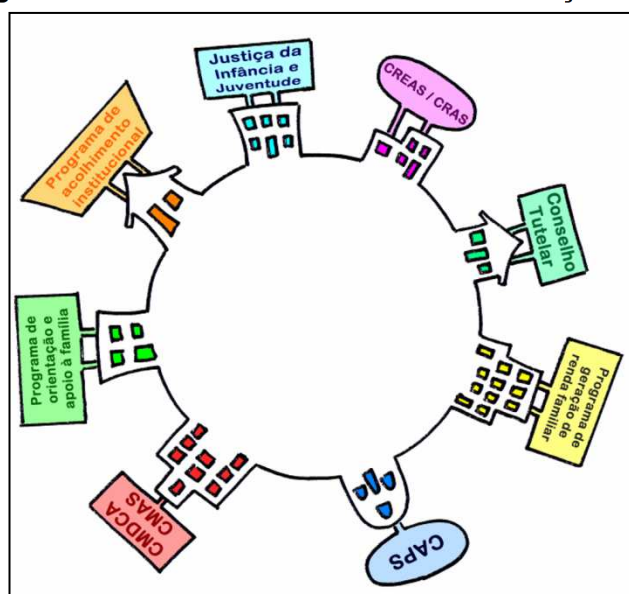 Justiça da
Infância e
Juventude
CREAS / CRAS
Conselho
Tutelar
Programa de
geração de
renda familiar
CAPS
CMDCA
CMAS
Programa de
orientação e
apoio à família
Programa de
acolhimento
institucional